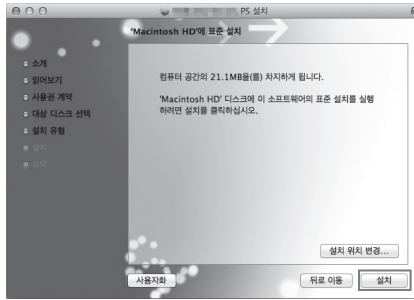 PS 설치
'Macintosh HD'에 표준 설치
소개
읽어보기
사용권 계약
대상 디스크 선택
설치 유형
설치
요약
컴퓨터 공간의 21.1MB을(를) 차지하게 됩니다.
'Macintosh HD' 디스크에 이 소프트웨어의 표준 설치를 실행
하려면 설치를 클릭하십시오.
설치 위치 변경...
사용자화
뒤로 이동
설치